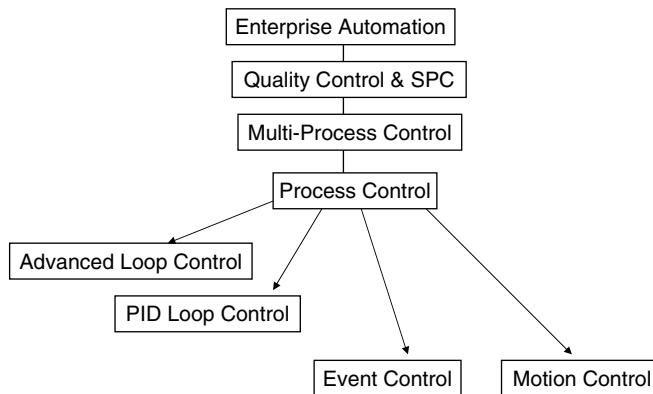 Enterprise Automation
Quality Control & SPC
Multi-Process Control
Process Control
Advanced Loop Control
PID Loop Control
Event Control
Motion Control